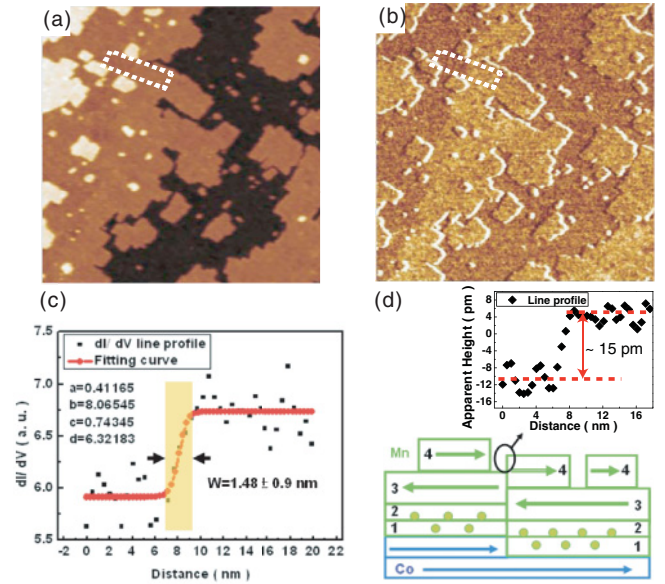 (a)
(b)
(c)
7.5
7.0
6.5
6.0
5.5
dI/ dV ( a. u. )
dI/ dV line profile
Fitting curve
a=0.41165
b=8.06545
c=0.74345
d=6.32183
W=1.48 ± 0.9 nm
-2 0 2 4 6 8 10 12 14 16 18 20 22
Distance ( nm )
(d)
Apparent Height ( pm )
8
4
0
-4
-8
-12
-16
Line profile
~ 15 pm
0 4 8 12 16
Distance ( nm )
Mn
4
4
4
3
3
2
2
1
1
Co